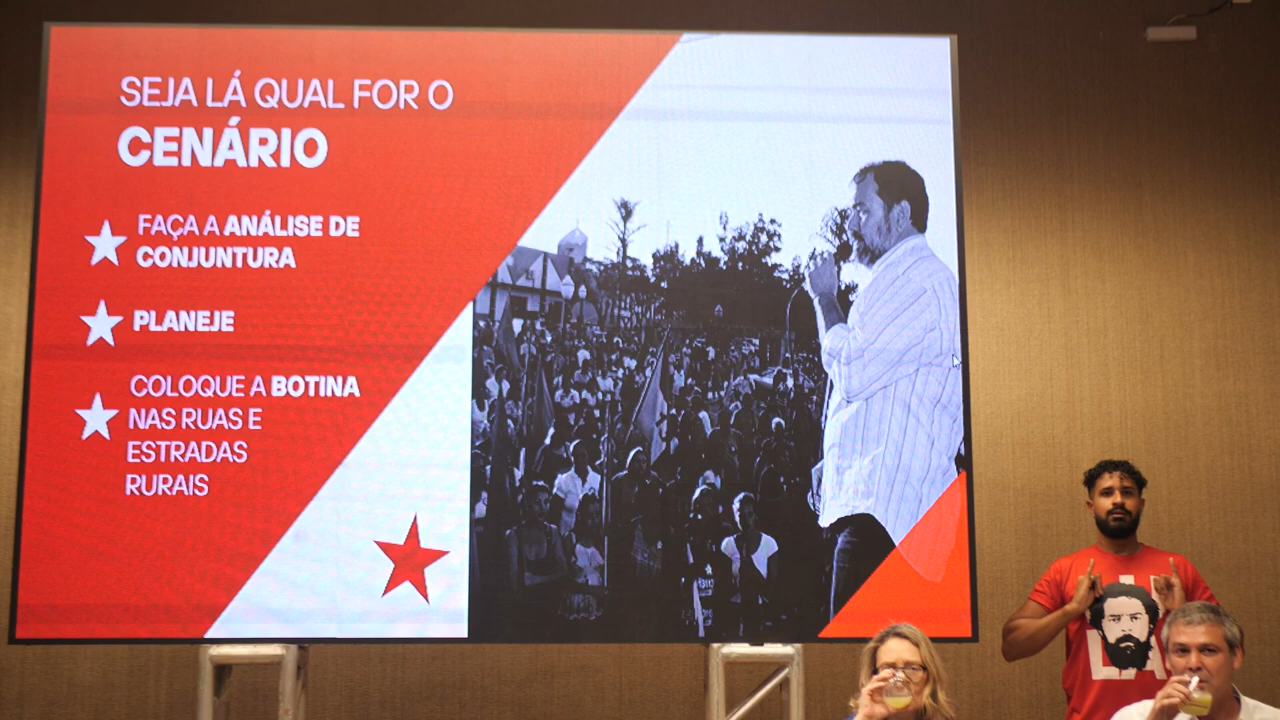 SEJA LÁ QUAL FOR O
CENÁRIO
FAÇA A ANÁLISE DE
CONJUNTURA
PLANEJE
COLOQUE A BOTINA
NAS RUAS E
ESTRADAS
RURAIS